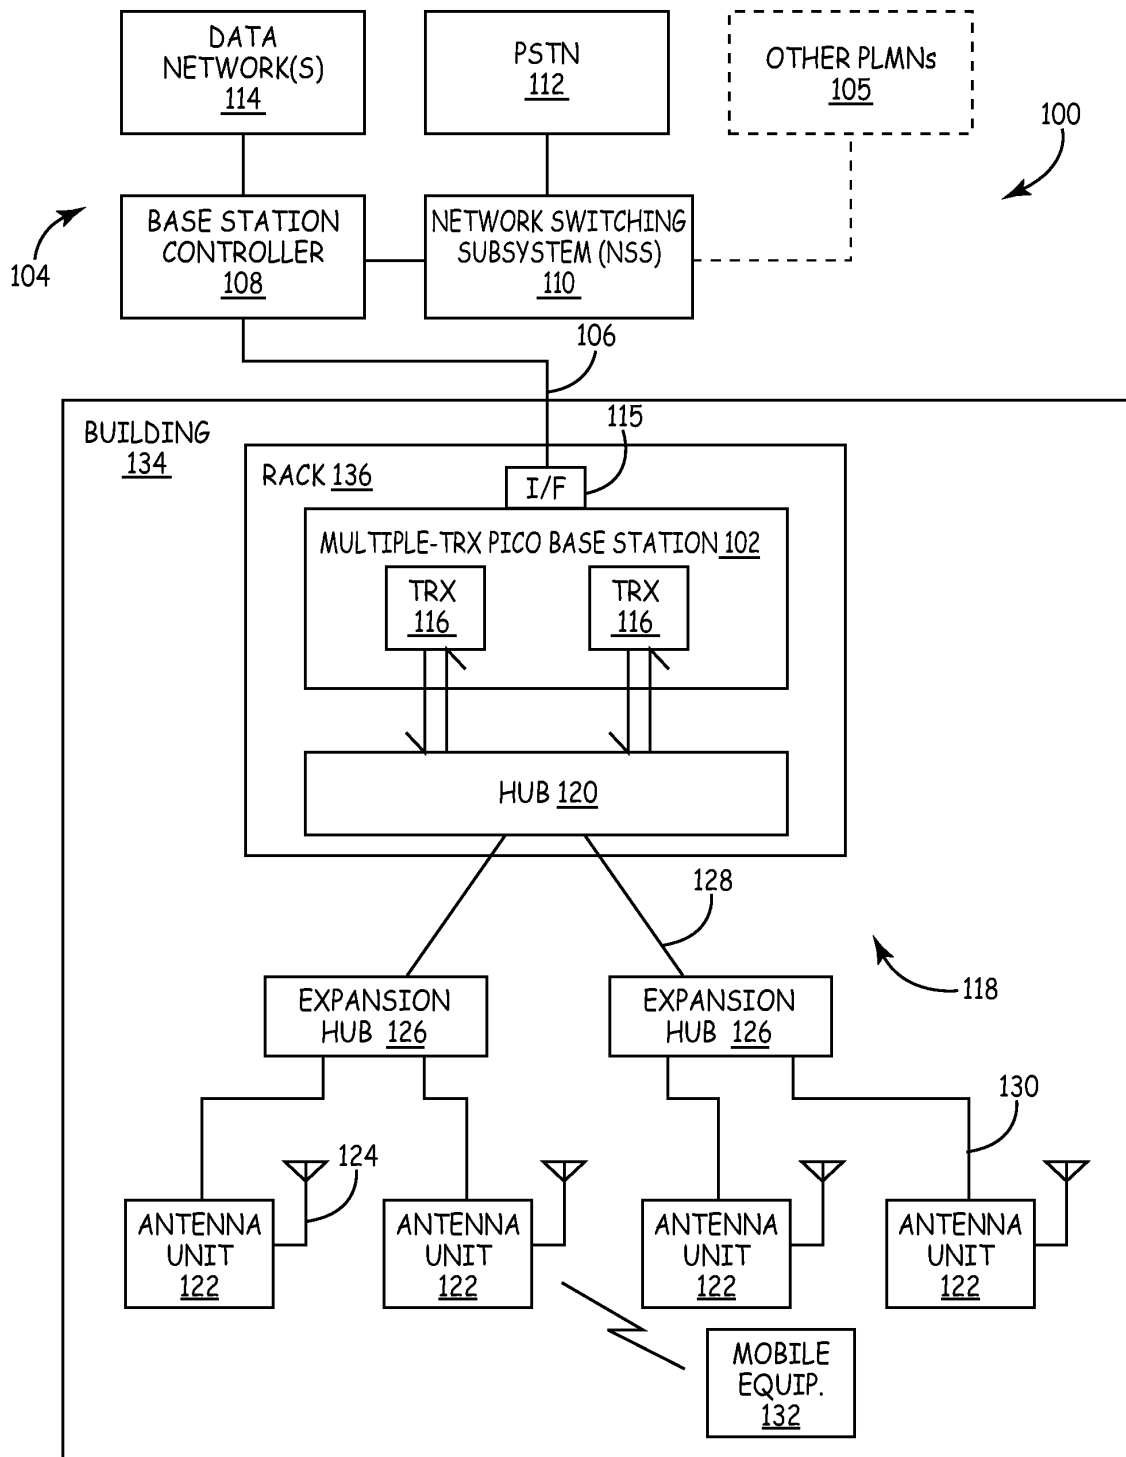 DATA
NETWORK(S)
114
PSTN
112
OTHER PLMNs
105
100
104
BASE STATION
CONTROLLER
108
NETWORK SWITCHING
SUBSYSTEM (NSS)
110
106
BUILDING
134
115
RACK 136
I/F
MULTIPLE-TRX PICO BASE STATION 102
TRX
116
TRX
116
HUB 120
128
118
EXPANSION
HUB 126
EXPANSION
HUB 126
130
124
ANTENNA
UNIT
122
ANTENNA
UNIT
122
ANTENNA
UNIT
122
ANTENNA
UNIT
122
MOBILE
EQUIP.
132